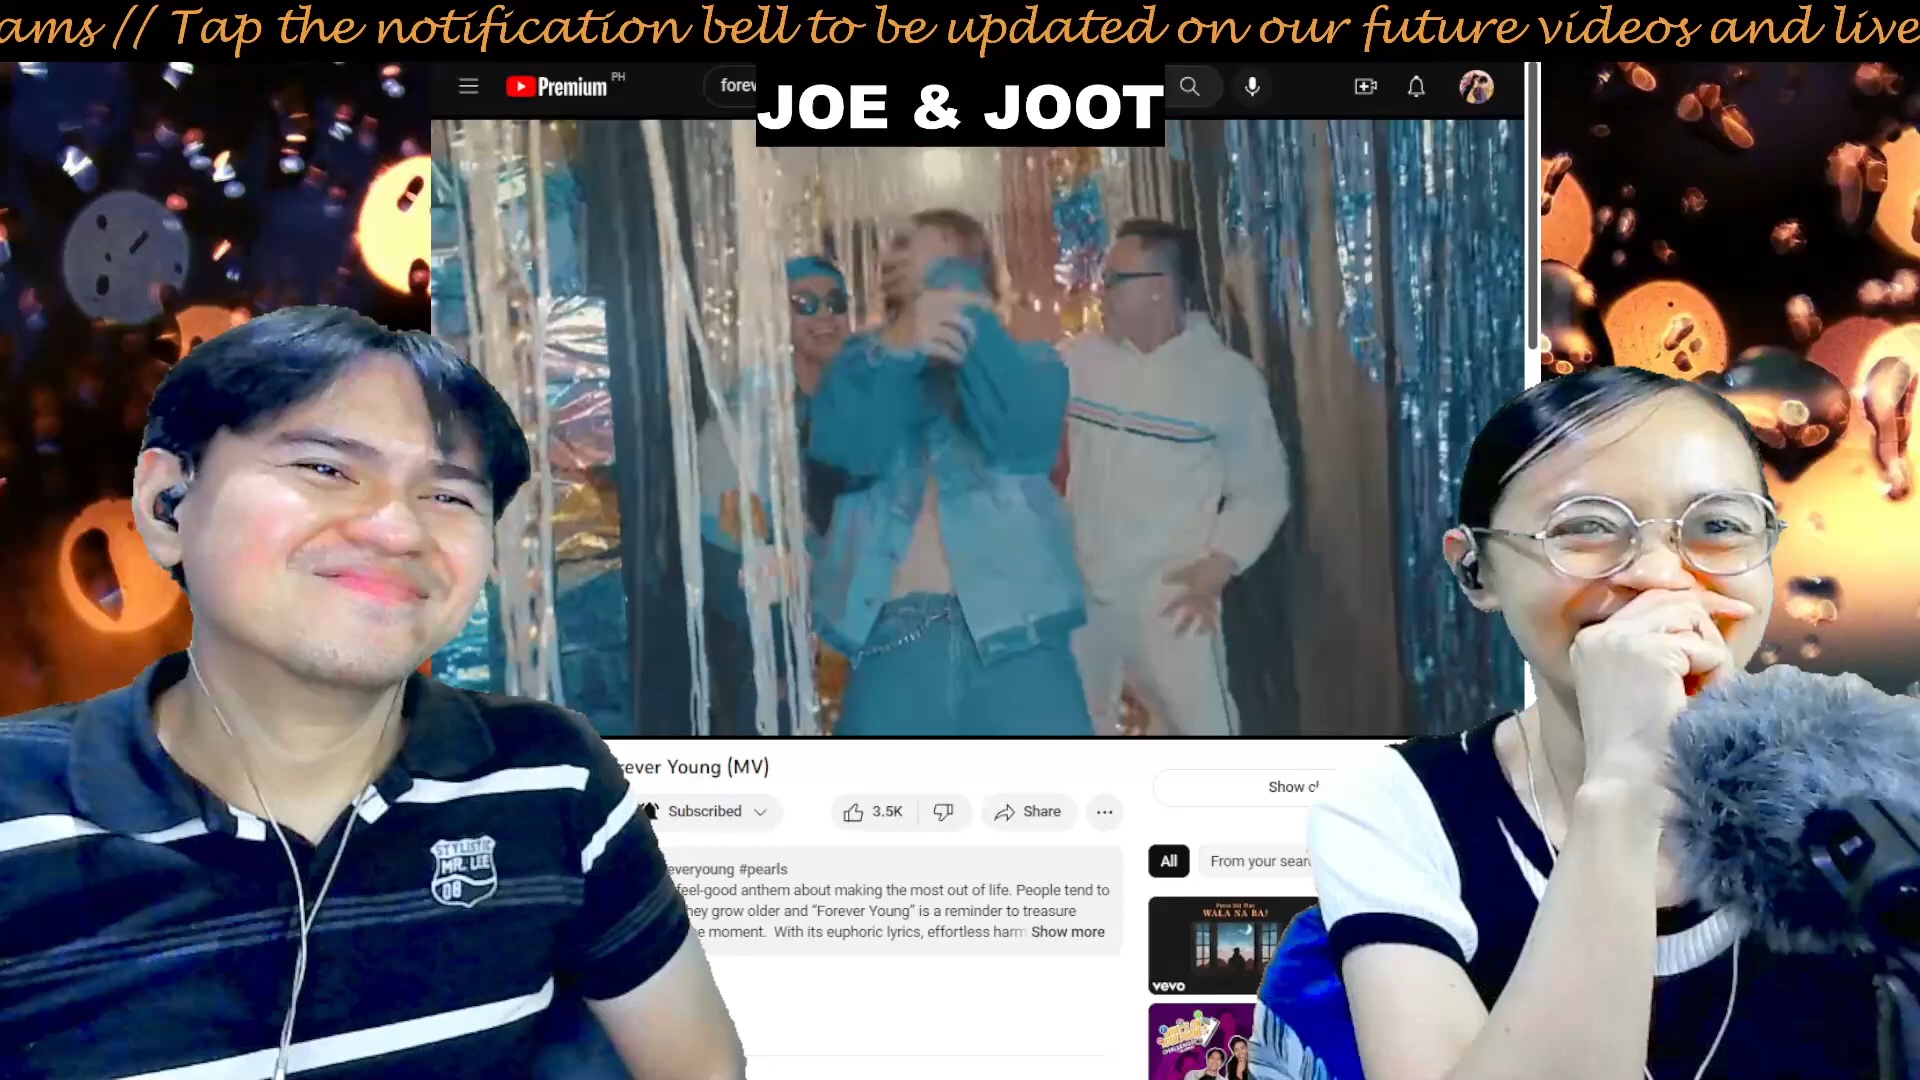 ams // Tap the notification bell to be updated on our future videos and live
Premium PH
forev
JOE & JOOT
rever Young (MV)
Subscribed
3.5K
Share
Show ch
everyoung #pearls
feel-good anthem about making the most out of life. People tend to
hey grow older and “Forever Young” is a reminder to treasure
e moment. With its euphoric lyrics, effortless harm Show more
All
From your sear
WALA NA BA?
vevo
STYLISTIC
MR. LEE
08